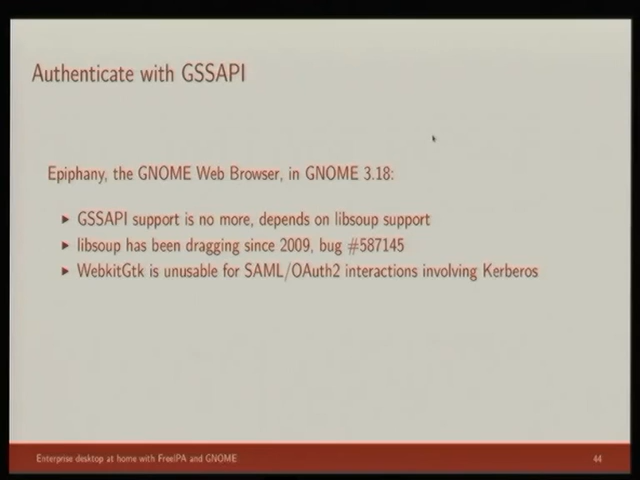 Authenticate with GSSAPI
Epiphany, the GNOME Web Browser, in GNOME 3.18:
▶ GSSAPI support is no more, depends on libsoup support
▶ libsoup has been dragging since 2009, bug #587145
▶ WebkitGtk is unusable for SAML/OAuth2 interactions involving Kerberos
Enterprise desktop at home with FreeIPA and GNOME
44